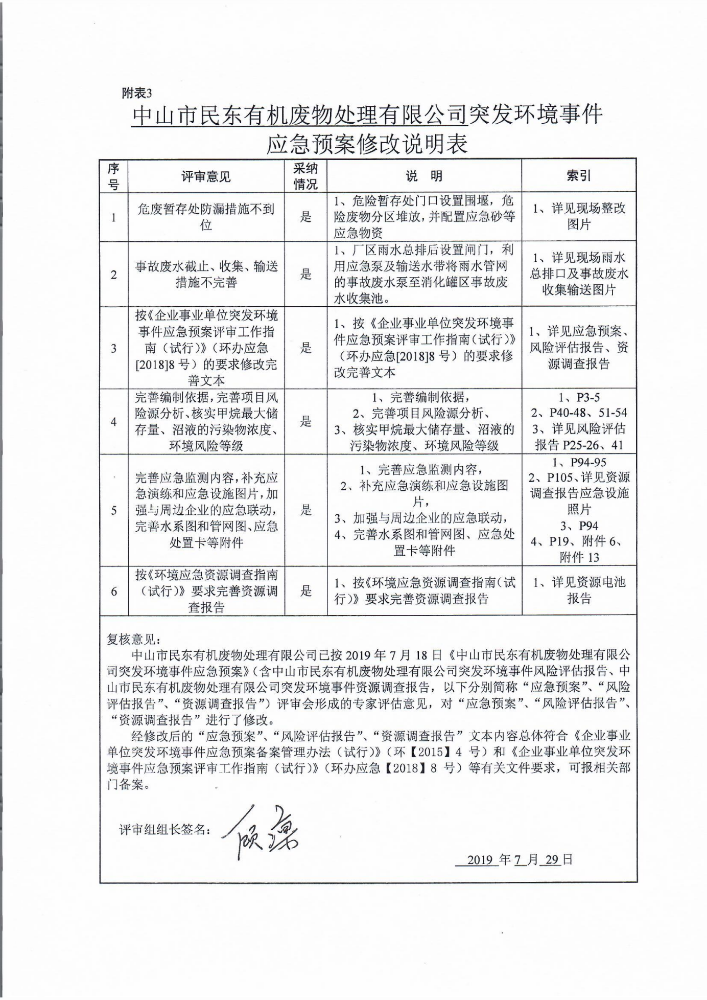 附表3
中山市民东有机废物处理有限公司突发环境事件
应急预案修改说明表
序号
评审意见
采纳
情况
说 明
索引
1
危废暂存处防漏措施不到
位
是
1、危险暂存处门口设置围堰，危
险废物分区堆放，并配置应急砂等
应急物资
1、详见现场整改
图片
2
事故废水截止、收集、输送
措施不完善
是
1、厂区雨水总排后设置闸门，利
用应急泵及输送水带将雨水管网
的事故废水泵至消化罐区事故废
水收集池。
1、详见现场雨水
总排口及事故废水
收集输送图片
3
按《企业事业单位突发环境
事件应急预案评审工作指
南（试行）》（环办应急
[2018]8号）的要求修改完
善文本
是
1、按《企业事业单位突发环境事
件应急预案评审工作指南（试行）》
（环办应急[2018]8号）的要求修
改完善文本
1、详见应急预案、
风险评估报告、资
源调查报告
4
完善编制依据，完善项目风
险源分析、核实甲烷最大储
存量、沼液的污染物浓度、
环境风险等级
是
1、完善编制依据，
2、完善项目风险源分析、
3、核实甲烷最大储存量、沼液的
污染物浓度、环境风险等级
1、P3-5
2、P40-48、51-54
3、详见风险评估
报告P25-26、41
5
完善应急监测内容，补充应
急演练和应急设施图片，加
强与周边企业的应急联动，
完善水系图和管网图、应急
处置卡等附件
是
1、完善应急监测内容，
2、补充应急演练和应急设施图
片，
3、加强与周边企业的应急联动，
4、完善水系图和管网图、应急处
置卡等附件
1、P94-95
2、P105、详见资源
调查报告应急设施
照片
3、P94
4、P19、附件6、
附件13
6
按《环境应急资源调查指南
（试行）》要求完善资源调
查报告
是
1、按《环境应急资源调查指南（试
行）》要求完善资源调查报告
1、详见资源电池
报告
复核意见：
中山市民东有机废物处理有限公司已按2019年7月18日《中山市民东有机废物处理有限公
司突发环境事件应急预案》（含中山市民东有机废物处理有限公司突发环境事件风险评估报告、中
山市民东有机废物处理有限公司突发环境事件资源调查报告，以下分别简称“应急预案”、“风险
评估报告”、“资源调查报告”）评审会形成的专家评估意见，对“应急预案”、“风险评估报告”、
“资源调查报告”进行了修改。
经修改后的“应急预案”、“风险评估报告”、“资源调查报告”文本内容总体符合《企业事业
单位突发环境事件应急预案备案管理办法（试行）》（环【2015】4 号）和《企业事业单位突发环
境事件应急预案评审工作指南（试行）》（环办应急【2018】8 号）等有关文件要求，可报相关部
门备案。
评审组组长签名：
2019 年 7 月 29 日